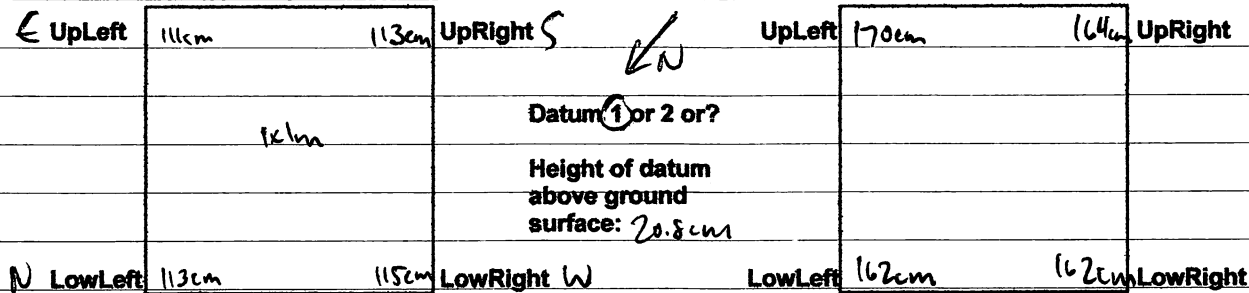 E UpLeft 111cm 113cm UpRight S UpLeft 170cm 164cm UpRight
N
Datum 1 or 2 or?
1x1m
Height of datum
above ground
surface: 20.8cm
N LowLeft 113cm 115cm LowRight W LowLeft 162cm 162cm LowRight